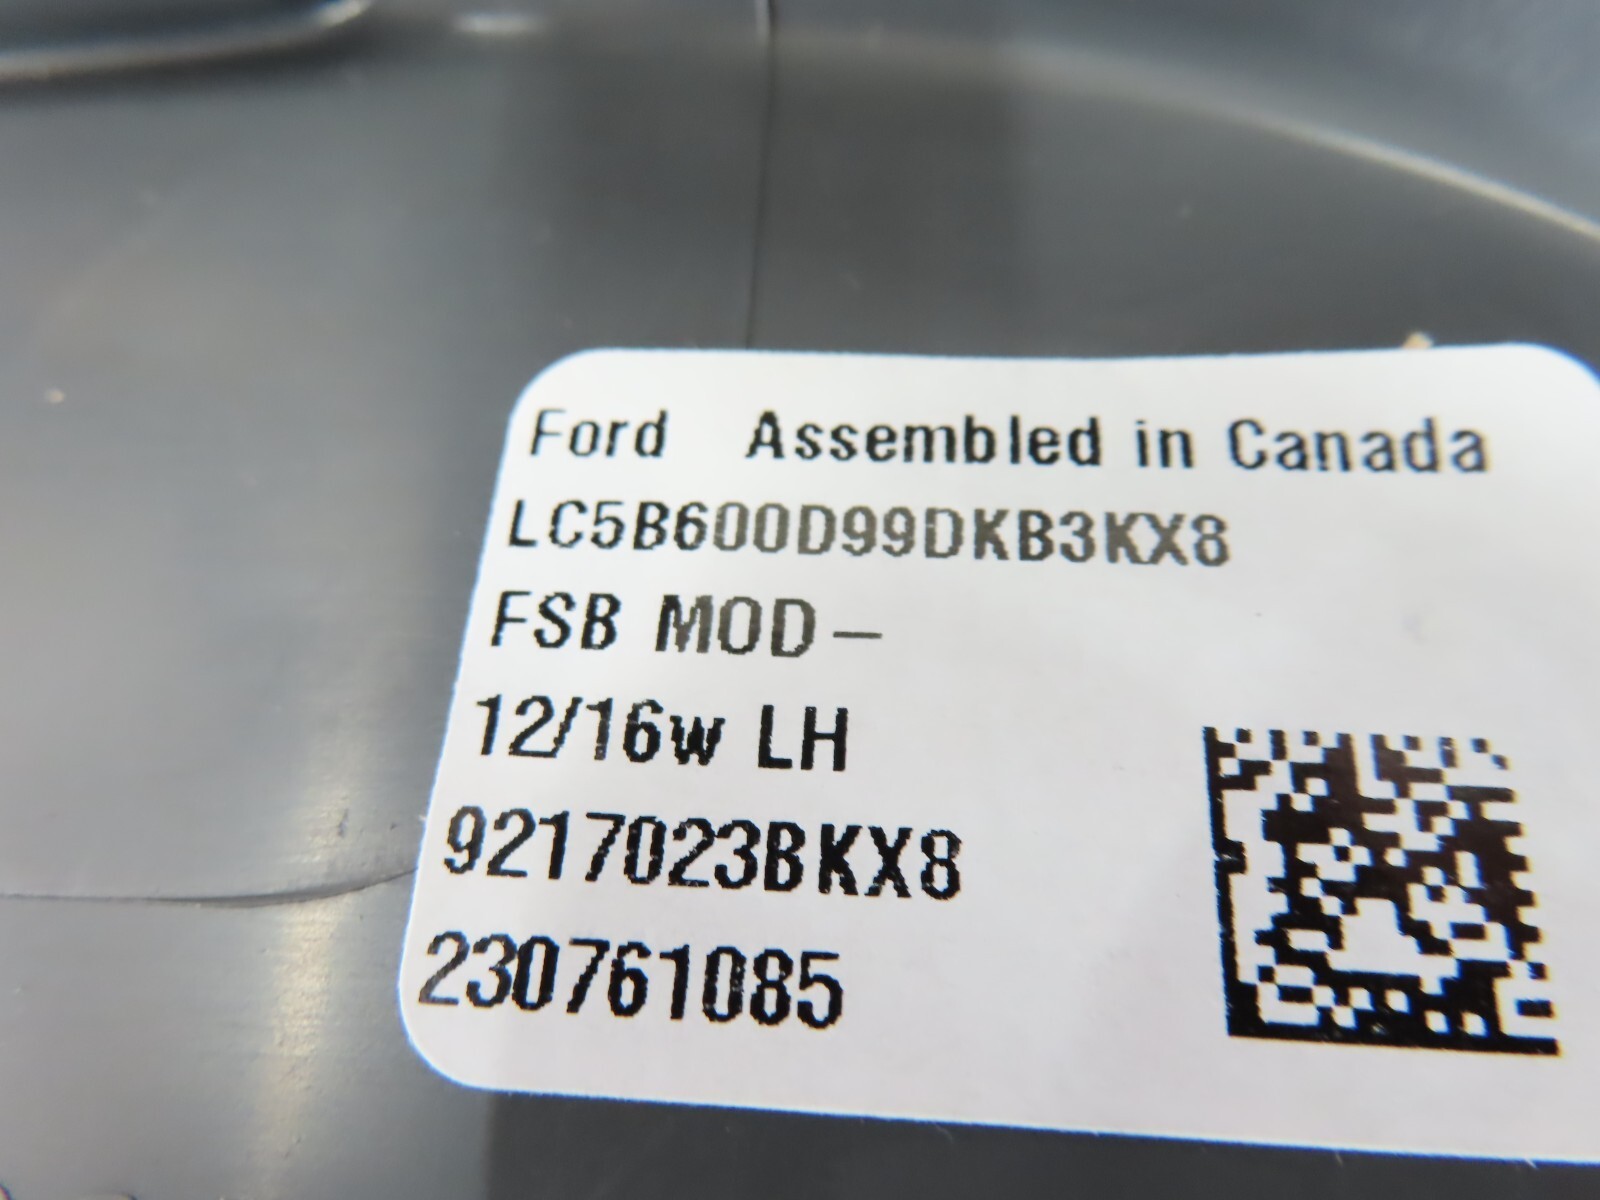 Ford Assembled in Canada
LC5B600D99DKB3KX8
FSB MOD-
12/16w LH
9217023BKX8
230761085